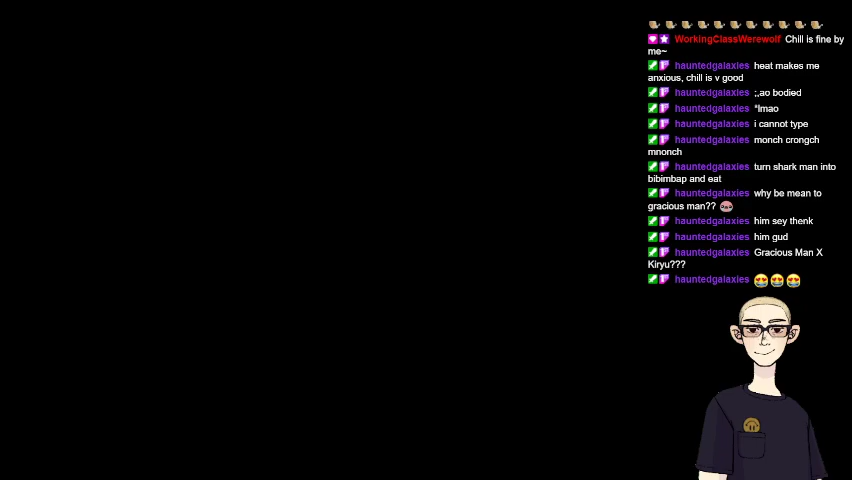 WorkingClassWerewolf Chill is fine by
me~
hauntedgalaxies heat makes me
anxious, chill is v good
hauntedgalaxies ;,ao bodied
hauntedgalaxies *lmao
hauntedgalaxies i cannot type
hauntedgalaxies monch crongch
mnonch
hauntedgalaxies turn shark man into
bibimbap and eat
hauntedgalaxies why be mean to
gracious man??
hauntedgalaxies him sey thenk
hauntedgalaxies him gud
hauntedgalaxies Gracious Man X
Kiryu???
hauntedgalaxies